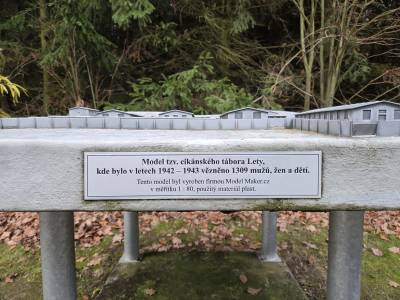 Model tzv. cikánského tábora Lety,
kde bylo v letech 1942 – 1943 vězněno 1309 mužů, žen a dětí.
Tento model byl vyroben firmou Model Maker.cz
v měřítku 1 : 80, použitý materiál plast.